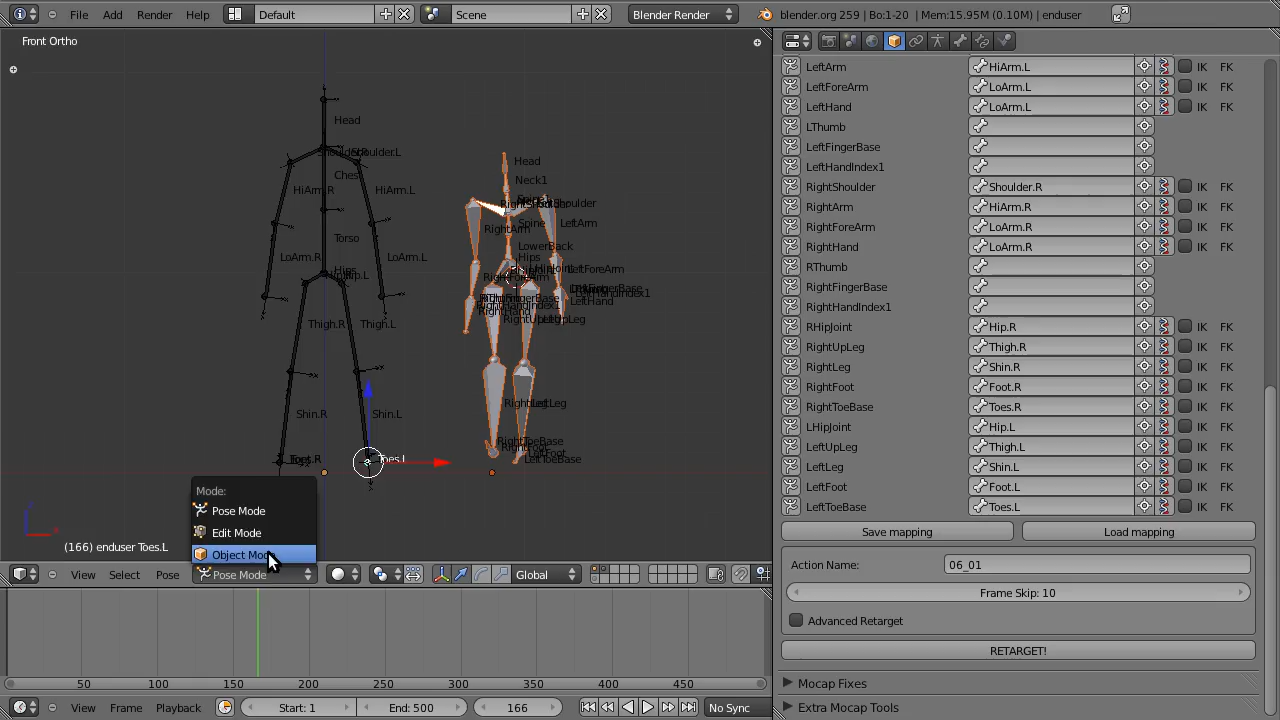 File Add Render Help Default Scene Blender Render blender.org 259 | Bo:1-20 | Mem:15.95M (0.10M) | enduser
Front Ortho
Head
Shoulder.L
Ches
HiArm.R
HiArm.L
Torso
LoArm.R
LoArm.L
Hips
Thigh.R
Thigh.L
Shin.R
Shin.L
Toes.R
Toes.L
Head
Neck1
Spine1
LeftArm
Spine
RightArm
LowerBack
Hips
LHipJoint
LeftForeArm
LeftHandIndex1
LeftHand
RightHandIndex1
RightHand
RightUpLeg
RightToeBase
LeftFoot
LeftToeBase
Mode:
Pose Mode
Edit Mode
Object Mode
(166) enduser Toes.L
View Select Pose Pose Mode Global
50 100 150 200 250 300 350 400 450
View Frame Playback Start: 1 End: 500 166 No Sync
LeftArm HiArm.L IK FK
LeftForeArm LoArm.L IK FK
LeftHand LoArm.L IK FK
LThumb
LeftFingerBase
LeftHandIndex1
RightShoulder Shoulder.R IK FK
RightArm HiArm.R IK FK
RightForeArm LoArm.R IK FK
RightHand LoArm.R IK FK
RThumb
RightFingerBase
RightHandIndex1
RHipJoint Hip.R IK FK
RightUpLeg Thigh.R IK FK
RightLeg Shin.R IK FK
RightFoot Foot.R IK FK
RightToeBase Toes.R IK FK
LHipJoint Hip.L IK FK
LeftUpLeg Thigh.L IK FK
LeftLeg Shin.L IK FK
LeftFoot Foot.L IK FK
LeftToeBase Toes.L IK FK
Save mapping Load mapping
Action Name: 06_01
Frame Skip: 10
Advanced Retarget
RETARGET!
Mocap Fixes
Extra Mocap Tools